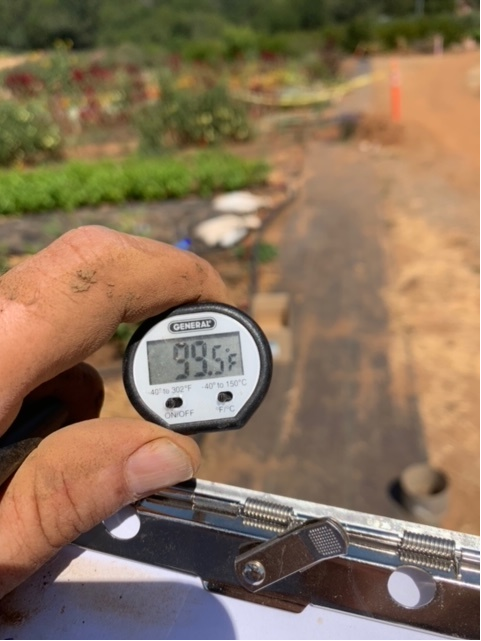 GENERAL
99.5°F
-40° to 302°F -40° to 150°C
ON/OFF °F/°C